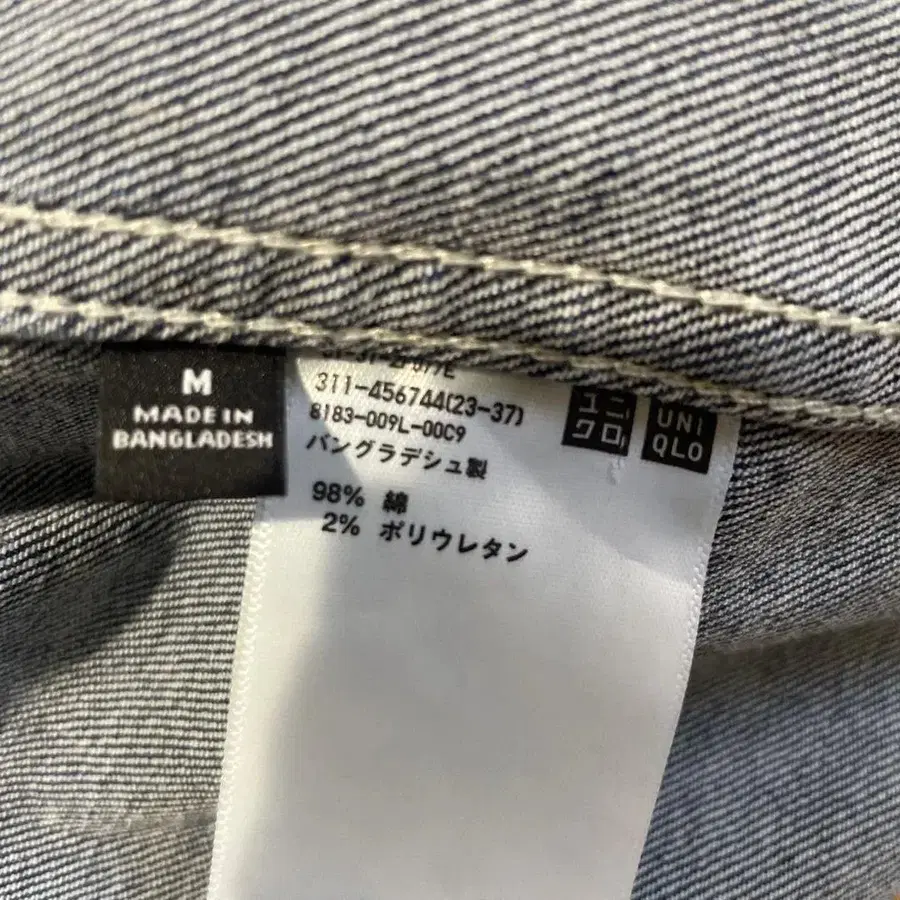 M
MADE IN
BANGLADESH
311-456744(23-37)
8183-009L-00C9
バングラデシュ製
98% 綿
2% ポリウレタン
ユニ
クロ
UNI
QLO